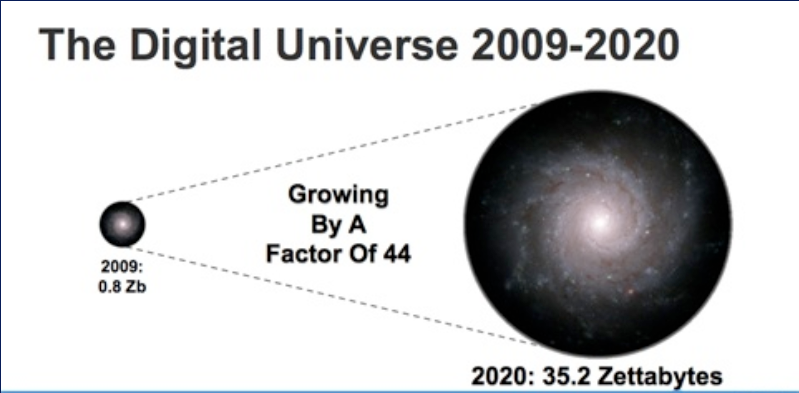 The Digital Universe 2009-2020
Growing
By A
Factor Of 44
2009:
0.8 Zb
2020: 35.2 Zettabytes